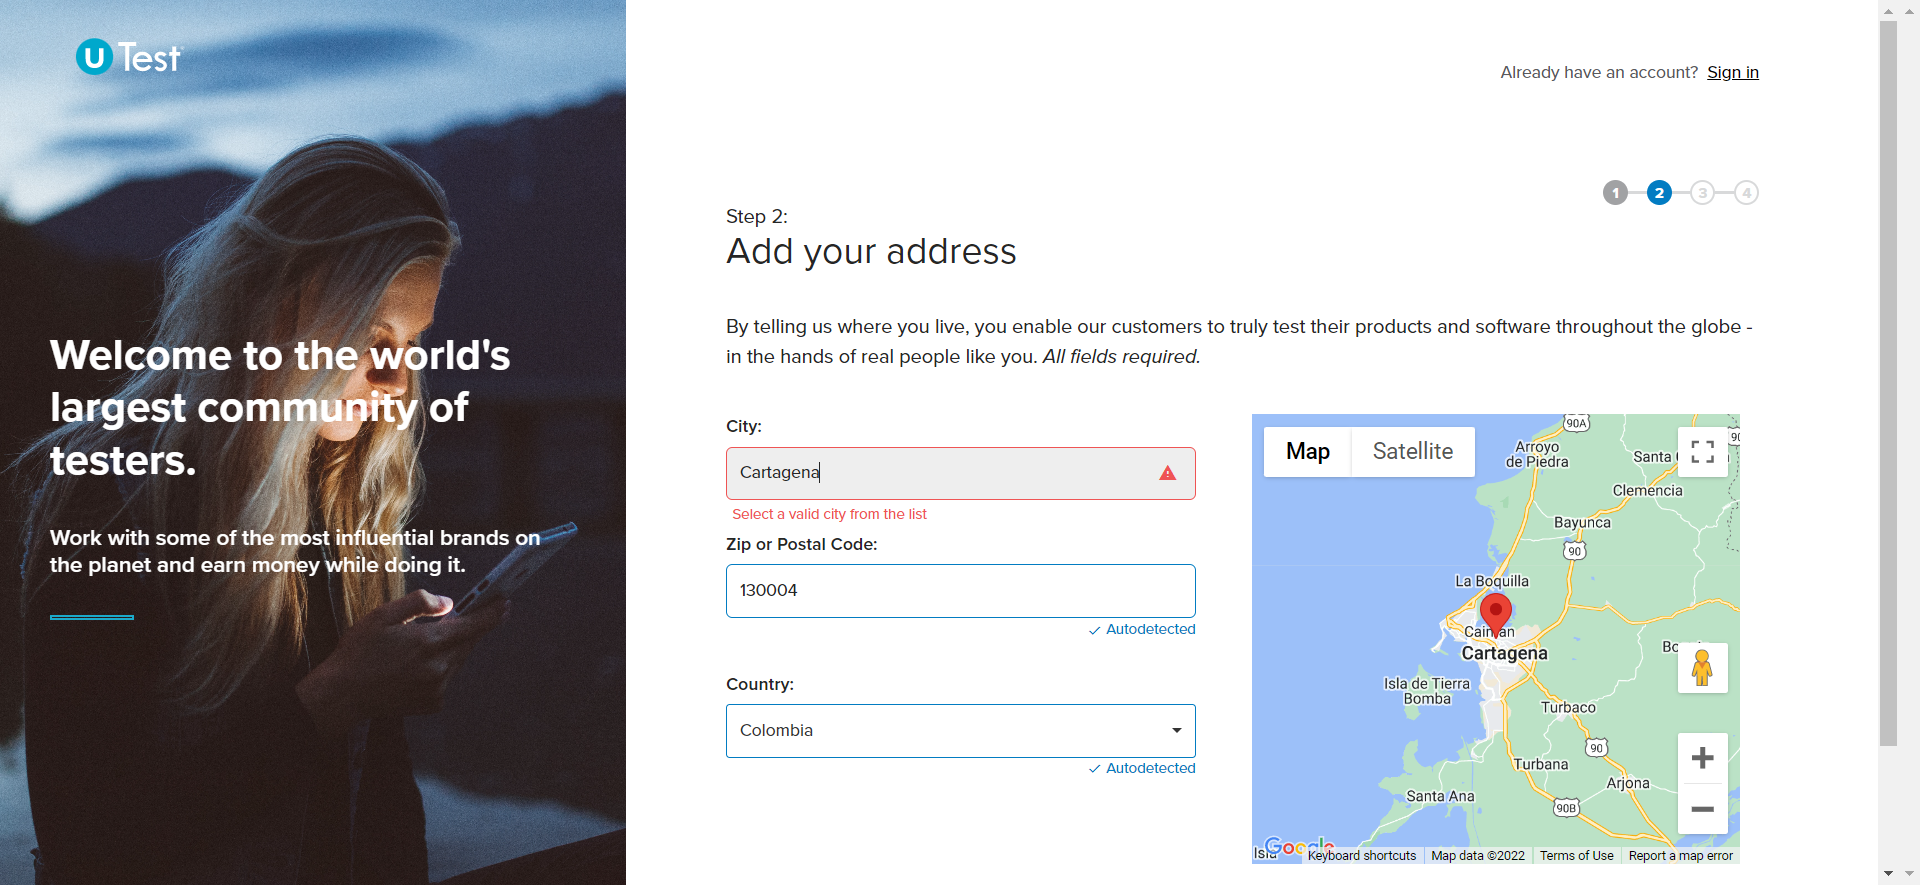 U Test
Already have an account? Sign in
1 2 3 4
Step 2:
Add your address
Welcome to the world's
largest community of
testers.
Work with some of the most influential brands on
the planet and earn money while doing it.
By telling us where you live, you enable our customers to truly test their products and software throughout the globe -
in the hands of real people like you. All fields required.
City:
Cartagena
Select a valid city from the list
Zip or Postal Code:
130004
Autodetected
Country:
Colombia
Autodetected
Map Satellite
90A
Arroyo
de Piedra
Santa
90
Clemencia
Bayunca
90
La Boquilla
Cartagena
Isla de Tierra
Bomba
Turbaco
90
Turbana
Arjona
Santa Ana
90B
Google
Keyboard shortcuts Map data ©2022 Terms of Use Report a map error